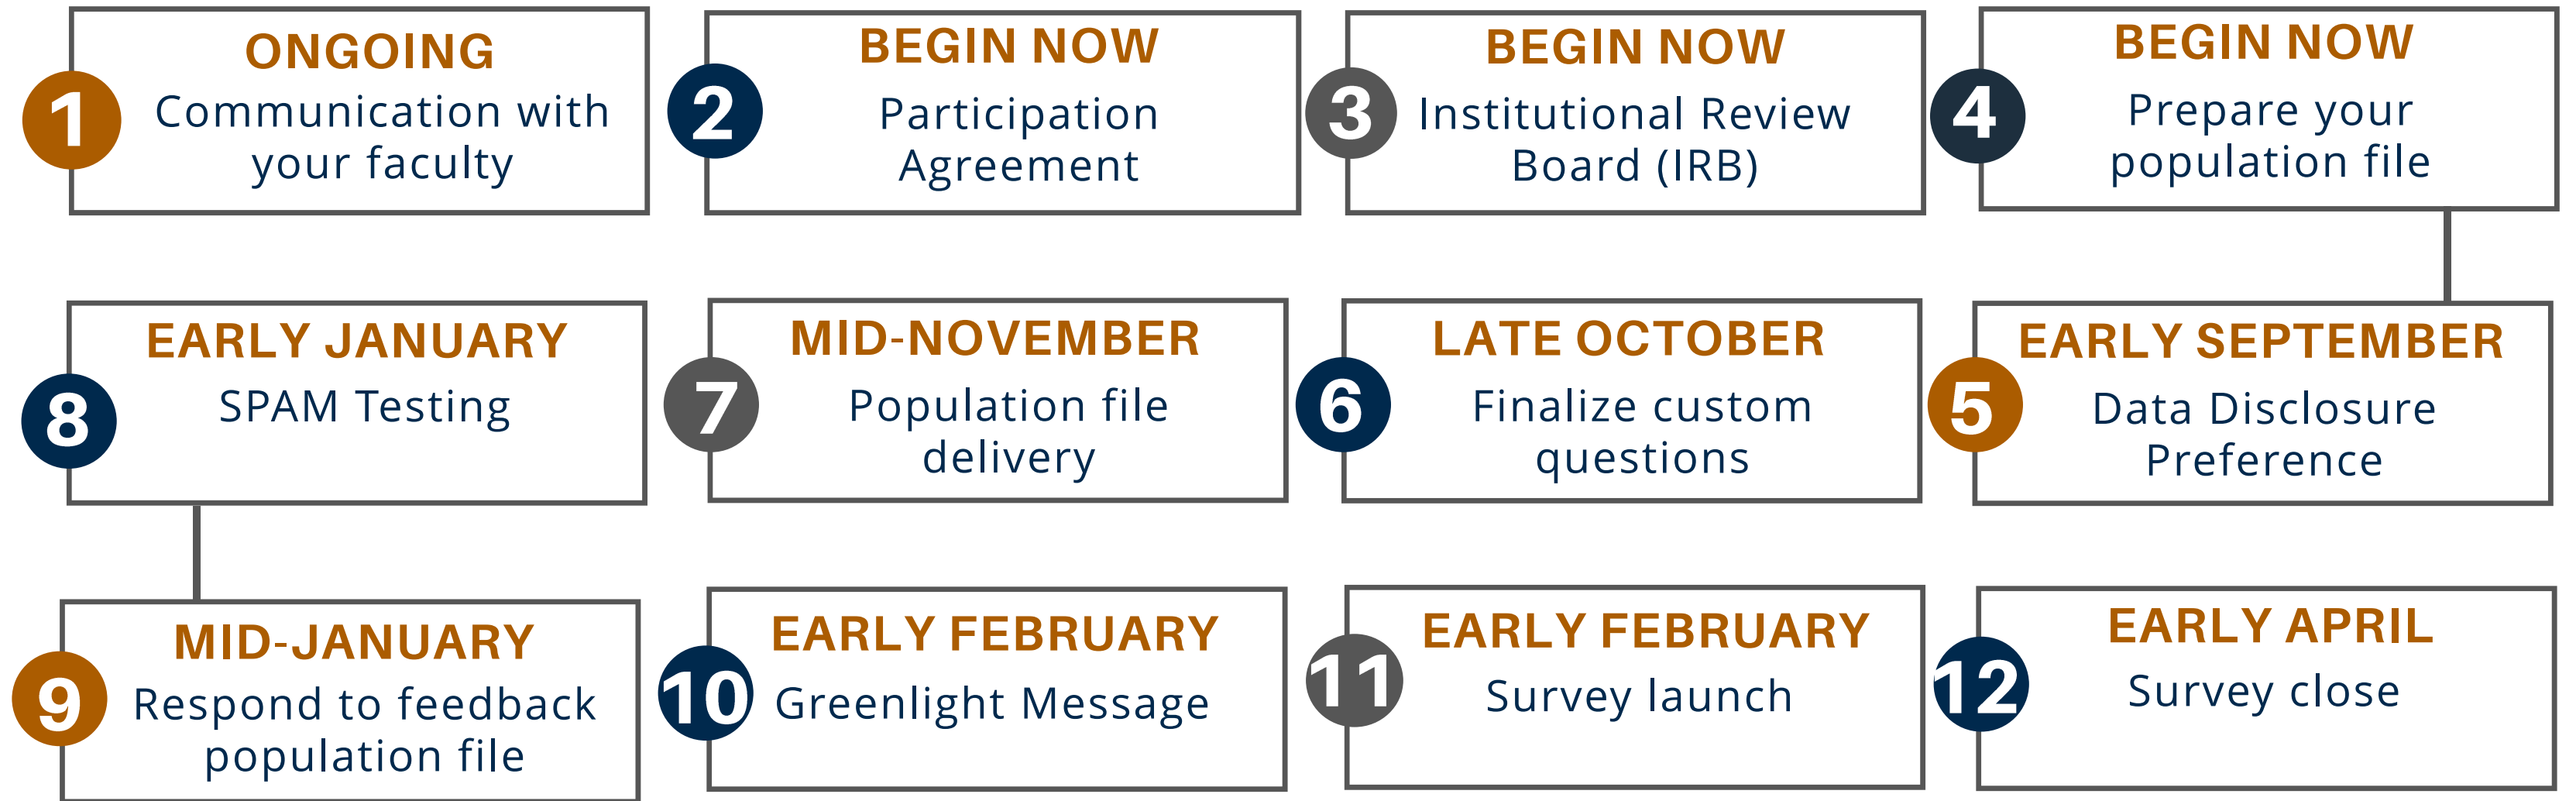 1
ONGOING
Communication with
your faculty
2
BEGIN NOW
Participation
Agreement
3
BEGIN NOW
Institutional Review
Board (IRB)
4
BEGIN NOW
Prepare your
population file
5
EARLY SEPTEMBER
Data Disclosure
Preference
6
LATE OCTOBER
Finalize custom
questions
7
MID-NOVEMBER
Population file
delivery
8
EARLY JANUARY
SPAM Testing
9
MID-JANUARY
Respond to feedback
population file
10
EARLY FEBRUARY
Greenlight Message
11
EARLY FEBRUARY
Survey launch
12
EARLY APRIL
Survey close